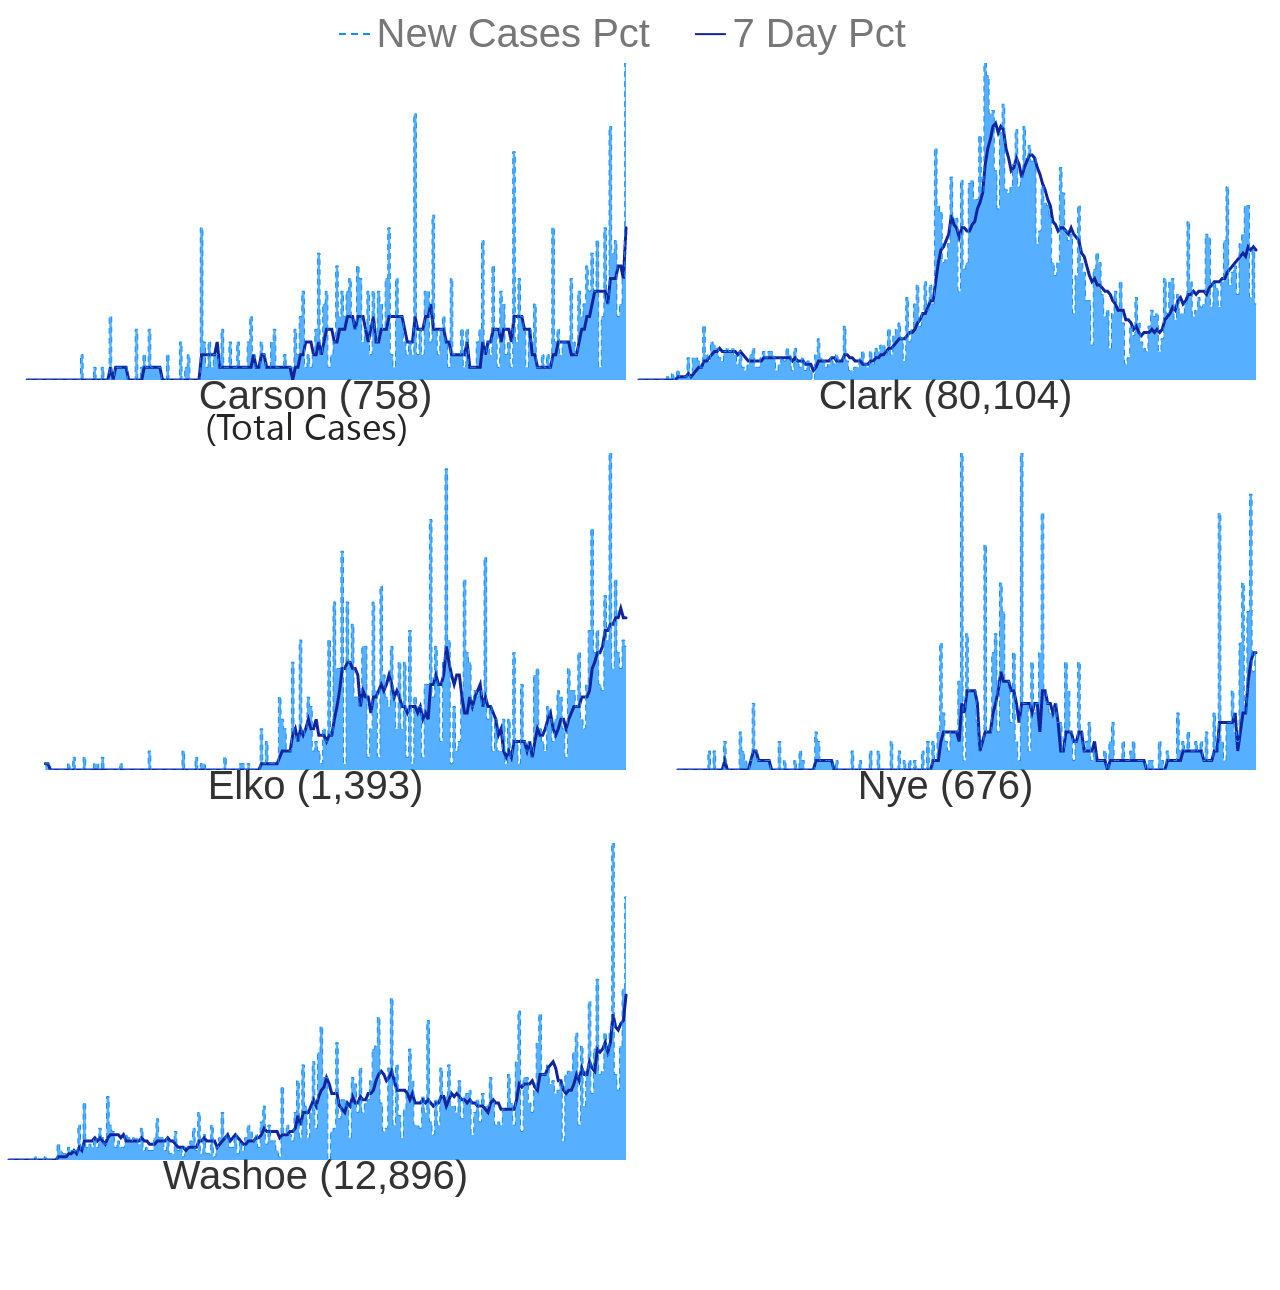 New Cases Pct 7 Day Pct
Carson (758)
(Total Cases)
Clark (80,104)
Elko (1,393)
Nye (676)
Washoe (12,896)